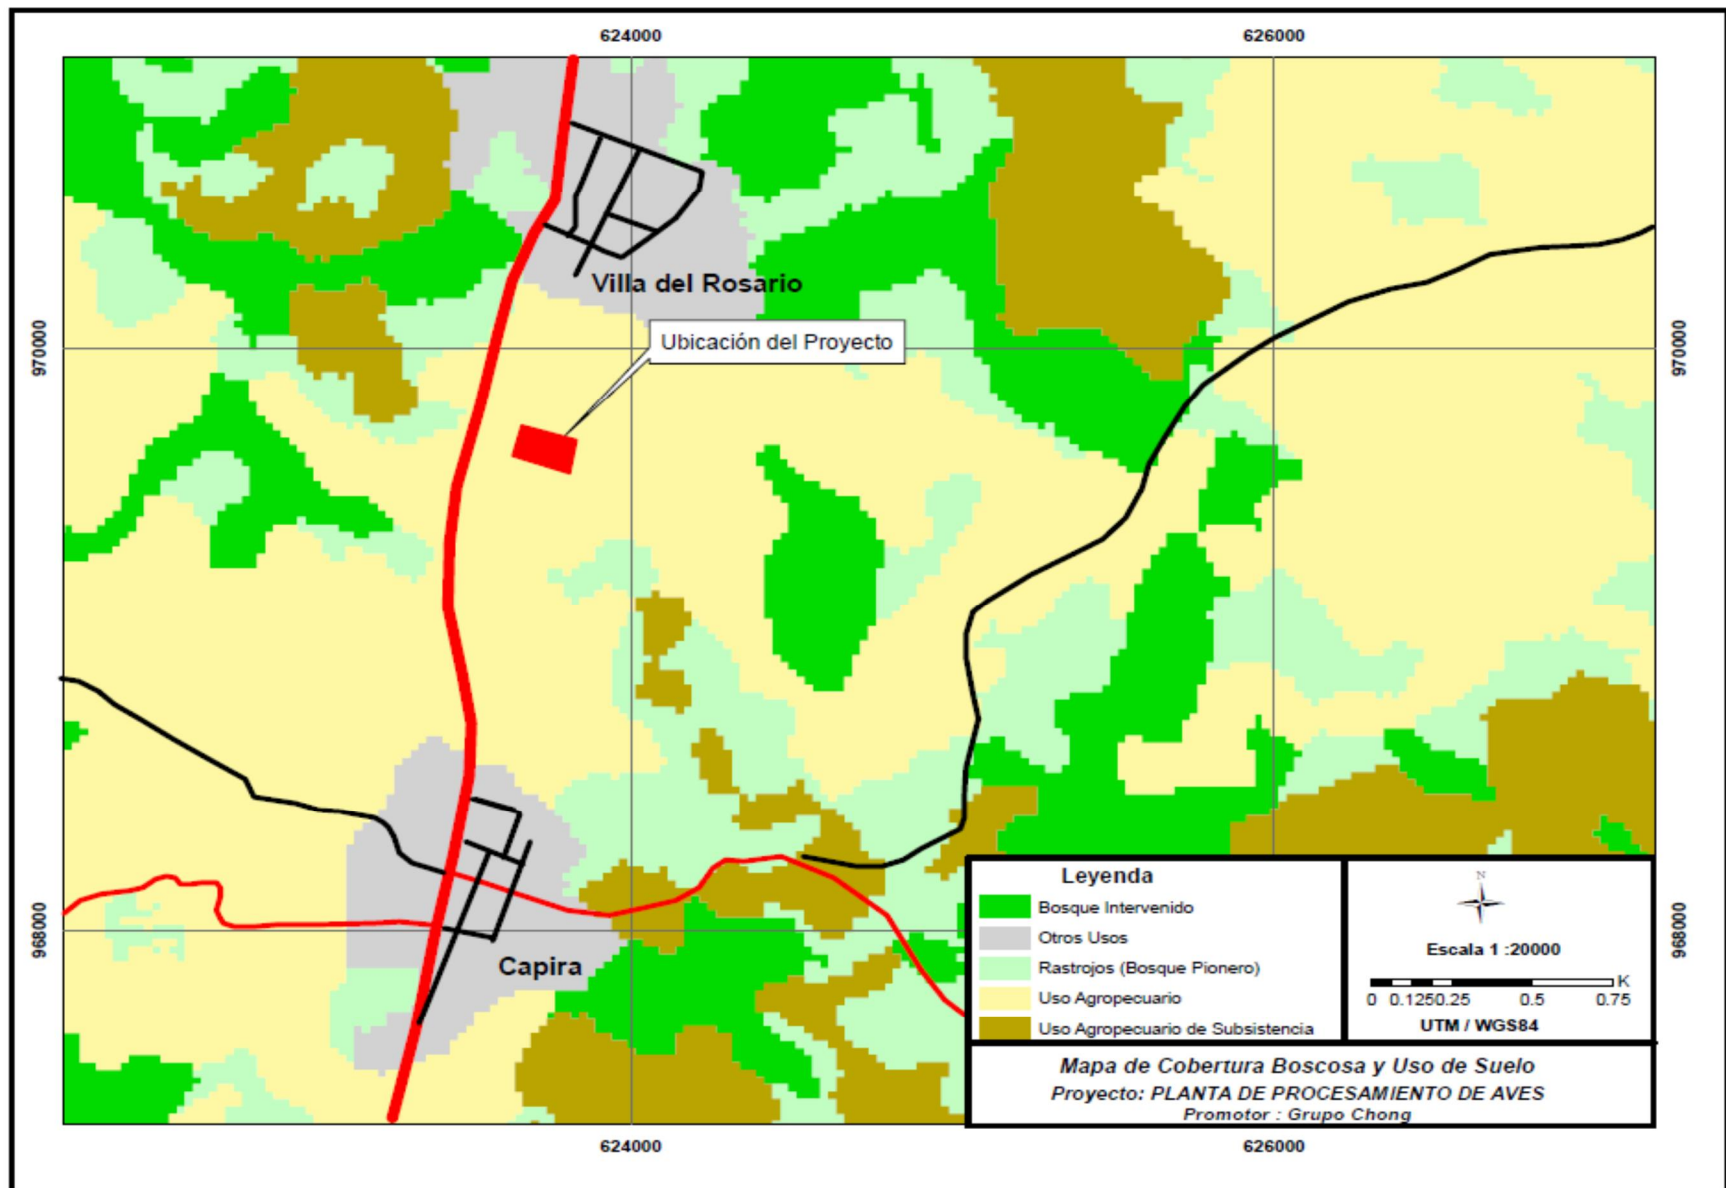 624000 626000
Villa del Rosario
Ubicación del Proyecto
970000 970000
968000 968000
Capira
Leyenda
Bosque Intervenido
Otros Usos
Rastrojos (Bosque Pionero)
Uso Agropecuario
Uso Agropecuario de Subsistencia
N
Escala 1 :20000
K
0 0.1250.25 0.5 0.75
UTM / WGS84
Mapa de Cobertura Boscosa y Uso de Suelo
Proyecto: PLANTA DE PROCESAMIENTO DE AVES
Promotor : Grupo Chong
624000 626000